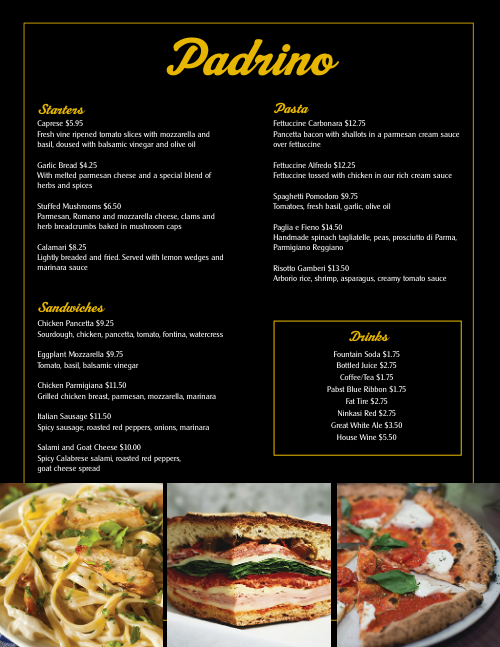 Padrino
Starters
Caprese $5.95
Fresh vine ripened tomato slices with mozzarella and
basil, doused with balsamic vinegar and olive oil
Garlic Bread $4.25
With melted parmesan cheese and a special blend of
herbs and spices
Stuffed Mushrooms $6.50
Parmesan, Romano and mozzarella cheese, clams and
herb breadcrumbs baked in mushroom caps
Calamari $8.25
Lightly breaded and fried. Served with lemon wedges and
marinara sauce
Sandwiches
Chicken Pancetta $9.25
Sourdough, chicken, pancetta, tomato, fontina, watercress
Eggplant Mozzarella $9.75
Tomato, basil, balsamic vinegar
Chicken Parmigiana $11.50
Grilled chicken breast, parmesan, mozzarella, marinara
Italian Sausage $11.50
Spicy sausage, roasted red peppers, onions, marinara
Salami and Goat Cheese $10.00
Spicy Calabrese salami, roasted red peppers,
goat cheese spread
Pasta
Fettuccine Carbonara $12.75
Pancetta bacon with shallots in a parmesan cream sauce
over fettuccine
Fettuccine Alfredo $12.25
Fettuccine tossed with chicken in our rich cream sauce
Spaghetti Pomodoro $9.75
Tomatoes, fresh basil, garlic, olive oil
Paglia e Fieno $14.50
Handmade spinach tagliatelle, peas, prosciutto di Parma,
Parmigiano Reggiano
Risotto Gamberi $13.50
Arborio rice, shrimp, asparagus, creamy tomato sauce
Drinks
Fountain Soda $1.75
Bottled Juice $2.75
Coffee/Tea $1.75
Pabst Blue Ribbon $1.75
Fat Tire $2.75
Ninkasi Red $2.75
Great White Ale $3.50
House Wine $5.50